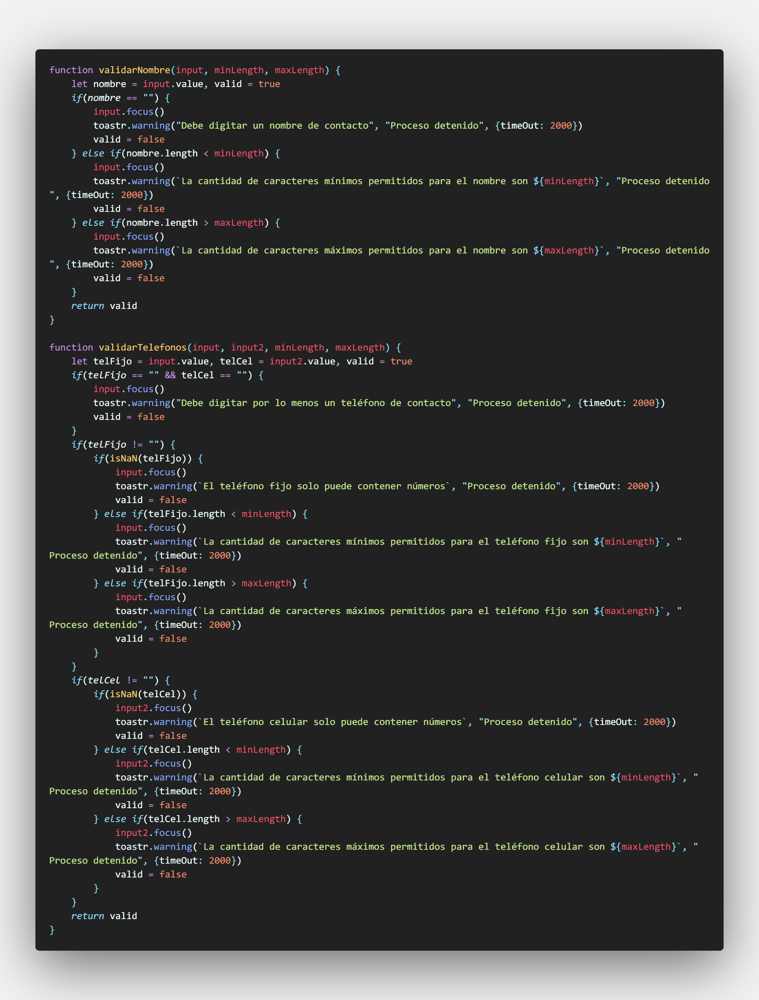 function validarNombre(input, minLength, maxLength) {
    let nombre = input.value, valid = true
    if(nombre == "") {
        input.focus()
        toastr.warning("Debe digitar un nombre de contacto", "Proceso detenido", {timeOut: 2000})
        valid = false
    } else if(nombre.length < minLength) {
        input.focus()
        toastr.warning(`La cantidad de caracteres mínimos permitidos para el nombre son ${minLength}`, "Proceso detenido
", {timeOut: 2000})
        valid = false
    } else if(nombre.length > maxLength) {
        input.focus()
        toastr.warning(`La cantidad de caracteres máximos permitidos para el nombre son ${maxLength}`, "Proceso detenido
", {timeOut: 2000})
        valid = false
    }
    return valid
}

function validarTelefonos(input, input2, minLength, maxLength) {
    let telFijo = input.value, telCel = input2.value, valid = true
    if(telFijo == "" && telCel == "") {
        input.focus()
        toastr.warning("Debe digitar por lo menos un teléfono de contacto", "Proceso detenido", {timeOut: 2000})
        valid = false
    }
    if(telFijo != "") {
        if(isNaN(telFijo)) {
            input.focus()
            toastr.warning(`El teléfono fijo solo puede contener números`, "Proceso detenido", {timeOut: 2000})
            valid = false
        } else if(telFijo.length < minLength) {
            input.focus()
            toastr.warning(`La cantidad de caracteres mínimos permitidos para el teléfono fijo son ${minLength}`, "
Proceso detenido", {timeOut: 2000})
            valid = false
        } else if(telFijo.length > maxLength) {
            input.focus()
            toastr.warning(`La cantidad de caracteres máximos permitidos para el teléfono fijo son ${maxLength}`, "
Proceso detenido", {timeOut: 2000})
            valid = false
        }
    }
    if(telCel != "") {
        if(isNaN(telCel)) {
            input2.focus()
            toastr.warning(`El teléfono celular solo puede contener números`, "Proceso detenido", {timeOut: 2000})
            valid = false
        } else if(telCel.length < minLength) {
            input2.focus()
            toastr.warning(`La cantidad de caracteres mínimos permitidos para el teléfono celular son ${minLength}`, "
Proceso detenido", {timeOut: 2000})
            valid = false
        } else if(telCel.length > maxLength) {
            input2.focus()
            toastr.warning(`La cantidad de caracteres máximos permitidos para el teléfono celular son ${maxLength}`, "
Proceso detenido", {timeOut: 2000})
            valid = false
        }
    }
    return valid
}